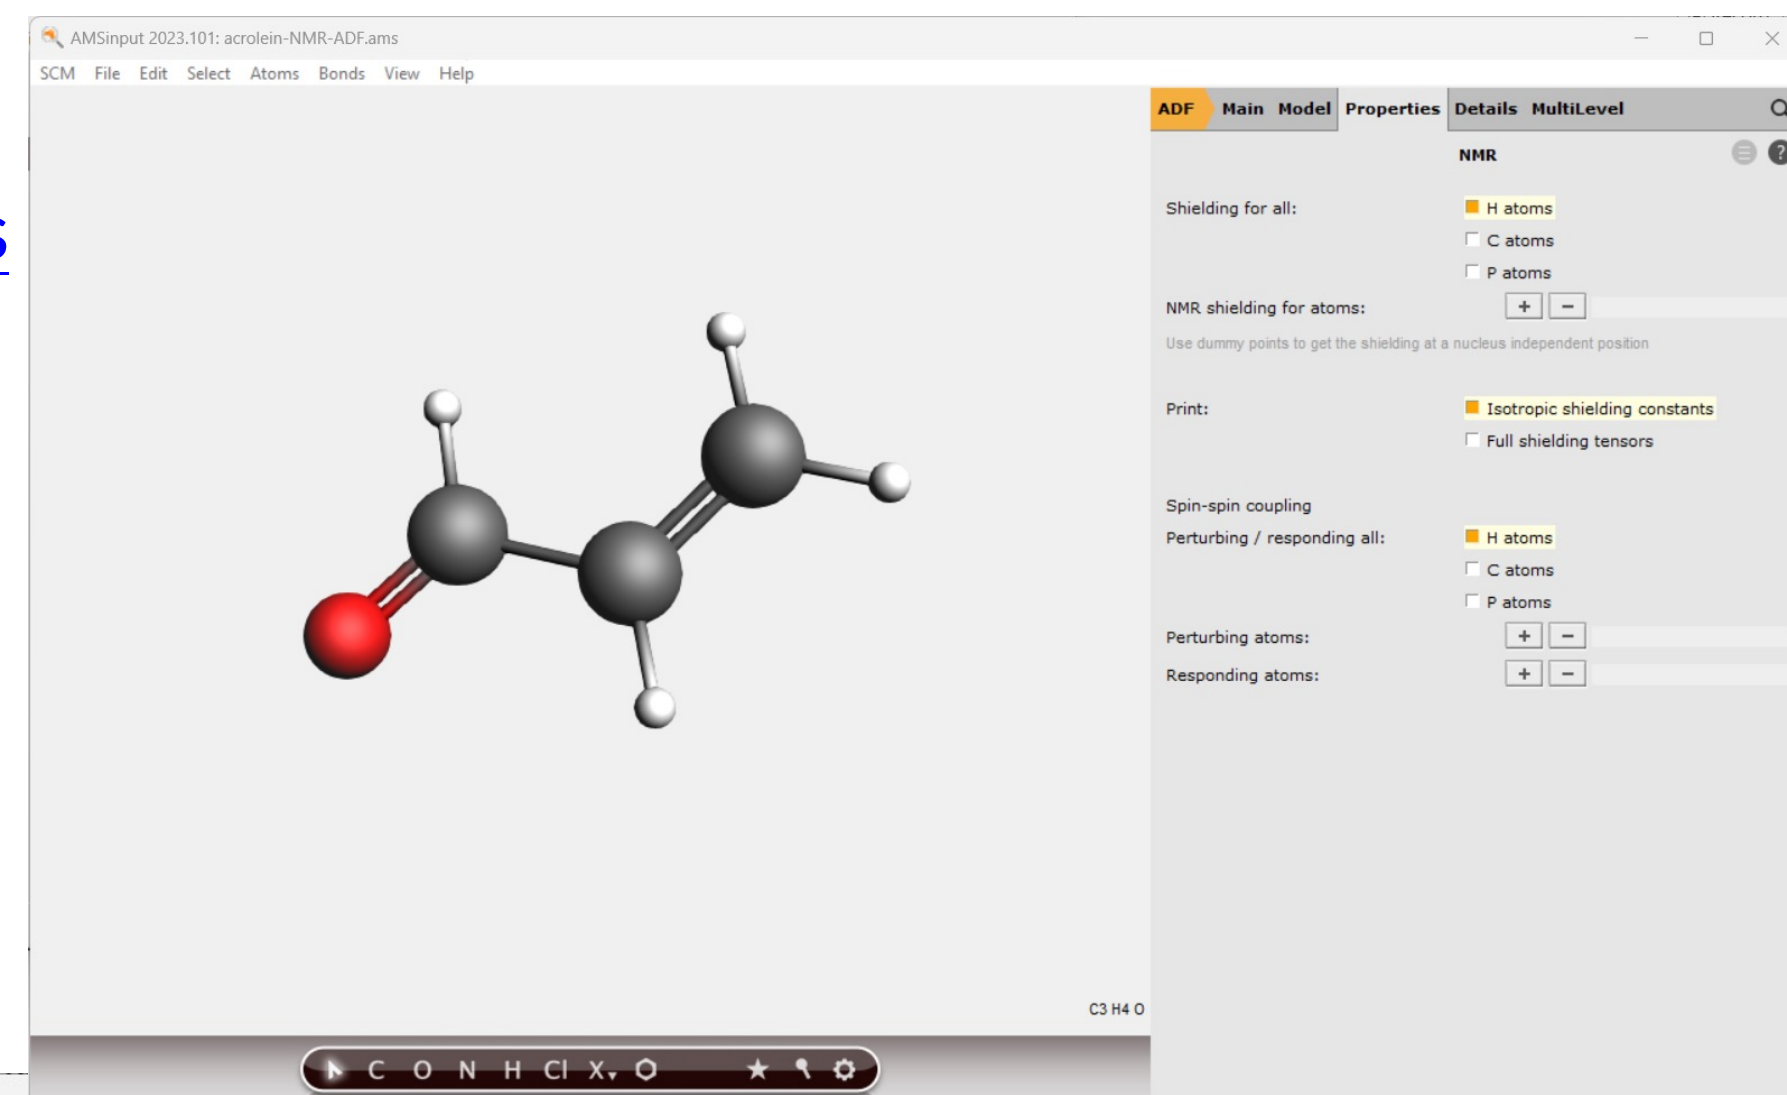 AMSinput 2023.101: acrolein-NMR-ADF.ams
SCM File Edit Select Atoms Bonds View Help
ADF Main Model Properties Details MultiLevel
NMR
?
Shielding for all:
H atoms
C atoms
P atoms
NMR shielding for atoms: + −
Use dummy points to get the shielding at a nucleus independent position
Print:
Isotropic shielding constants
Full shielding tensors
Spin-spin coupling
Perturbing / responding all:
H atoms
C atoms
P atoms
Perturbing atoms: + −
Responding atoms: + −
s
C3 H4 O
C O N H Cl X